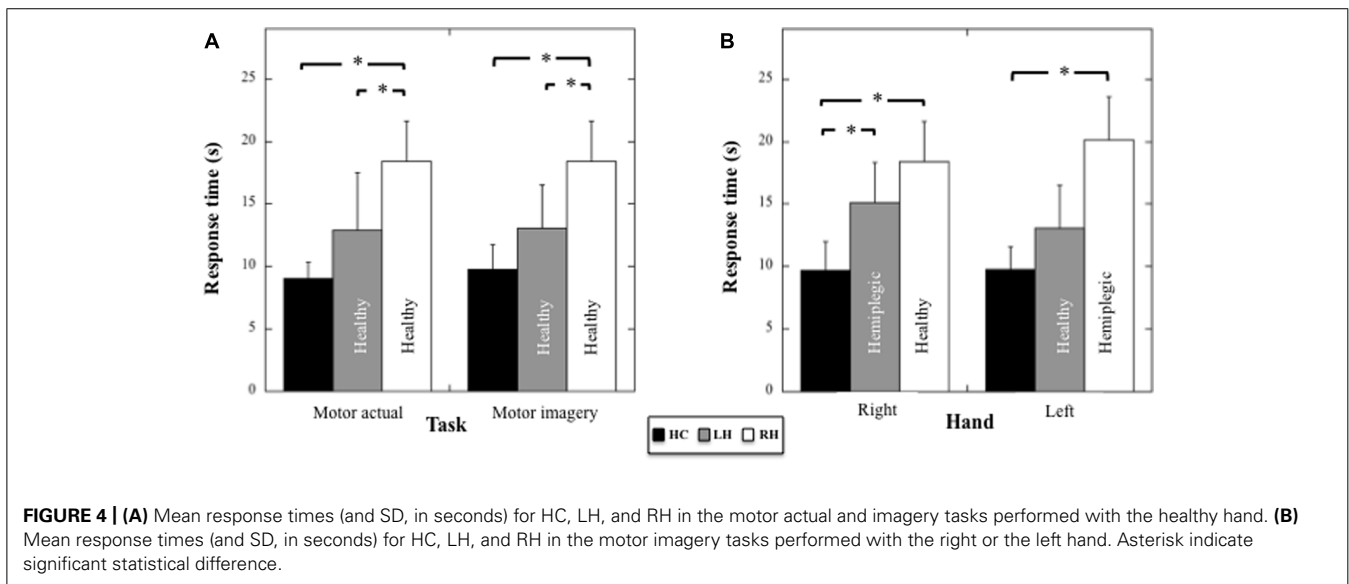 A
Response time (s)
25
20
15
10
5
0
*
*
*
*
Healthy
Healthy
Healthy
Healthy
Motor actual
Motor imagery
Task
B
Response time (s)
25
20
15
10
5
0
*
*
*
Hemiplegic
Healthy
Healthy
Hemiplegic
Right
Left
Hand
HC LH RH
FIGURE 4 | (A) Mean response times (and SD, in seconds) for HC, LH, and RH in the motor actual and imagery tasks performed with the healthy hand. (B)
Mean response times (and SD, in seconds) for HC, LH, and RH in the motor imagery tasks performed with the right or the left hand. Asterisk indicate
significant statistical difference.